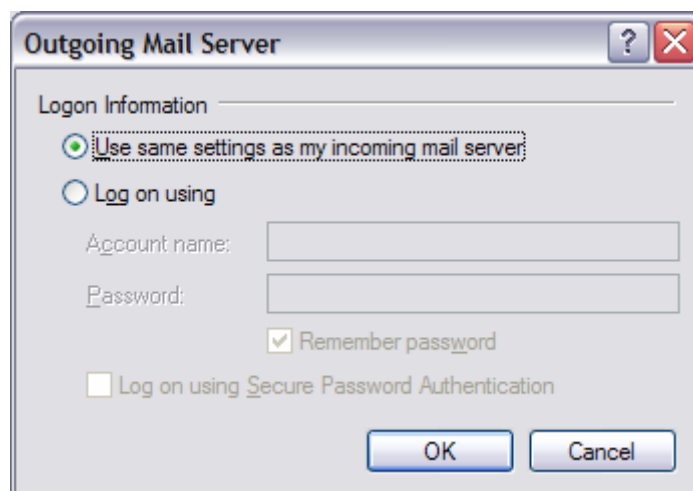 Outgoing Mail Server
Logon Information
Use same settings as my incoming mail server
Log on using
Account name:
Password:
Remember password
Log on using Secure Password Authentication
OK Cancel